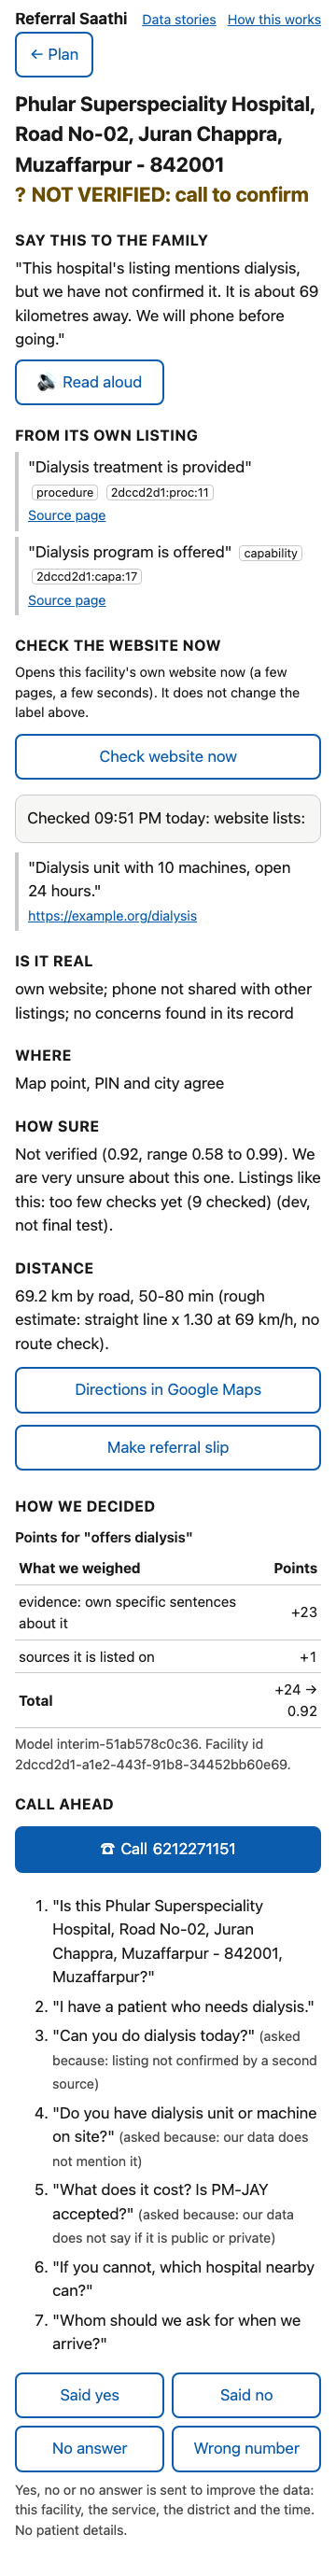 Referral Saathi Data stories How this works
← Plan
Phular Superspeciality Hospital,
Road No-02, Juran Chappra,
Muzaffarpur - 842001
? NOT VERIFIED: call to confirm
SAY THIS TO THE FAMILY
"This hospital's listing mentions dialysis,
but we have not confirmed it. It is about 69
kilometres away. We will phone before
going."
🔊 Read aloud
FROM ITS OWN LISTING
"Dialysis treatment is provided"
procedure 2dccd2d1:proc:11
Source page
"Dialysis program is offered" capability
2dccd2d1:capa:17
Source page
CHECK THE WEBSITE NOW
Opens this facility's own website now (a few
pages, a few seconds). It does not change the
label above.
Check website now
Checked 09:51 PM today: website lists:
"Dialysis unit with 10 machines, open
24 hours."
https://example.org/dialysis
IS IT REAL
own website; phone not shared with other
listings; no concerns found in its record
WHERE
Map point, PIN and city agree
HOW SURE
Not verified (0.92, range 0.58 to 0.99). We
are very unsure about this one. Listings like
this: too few checks yet (9 checked) (dev,
not final test).
DISTANCE
69.2 km by road, 50-80 min (rough
estimate: straight line x 1.30 at 69 km/h, no
route check).
Directions in Google Maps
Make referral slip
HOW WE DECIDED
Points for "offers dialysis"
What we weighed Points
evidence: own specific sentences
about it +23
sources it is listed on +1
Total +24 →
0.92
Model interim-51ab578c0c36. Facility id
2dccd2d1-a1e2-443f-91b8-34452bb60e69.
CALL AHEAD
☎ Call 6212271151
1. "Is this Phular Superspeciality
Hospital, Road No-02, Juran
Chappra, Muzaffarpur - 842001,
Muzaffarpur?"
2. "I have a patient who needs dialysis."
3. "Can you do dialysis today?" (asked
because: listing not confirmed by a second
source)
4. "Do you have dialysis unit or machine
on site?" (asked because: our data does
not mention it)
5. "What does it cost? Is PM-JAY
accepted?" (asked because: our data
does not say if it is public or private)
6. "If you cannot, which hospital nearby
can?"
7. "Whom should we ask for when we
arrive?"
Said yes Said no
No answer Wrong number
Yes, no or no answer is sent to improve the data:
this facility, the service, the district and the time.
No patient details.